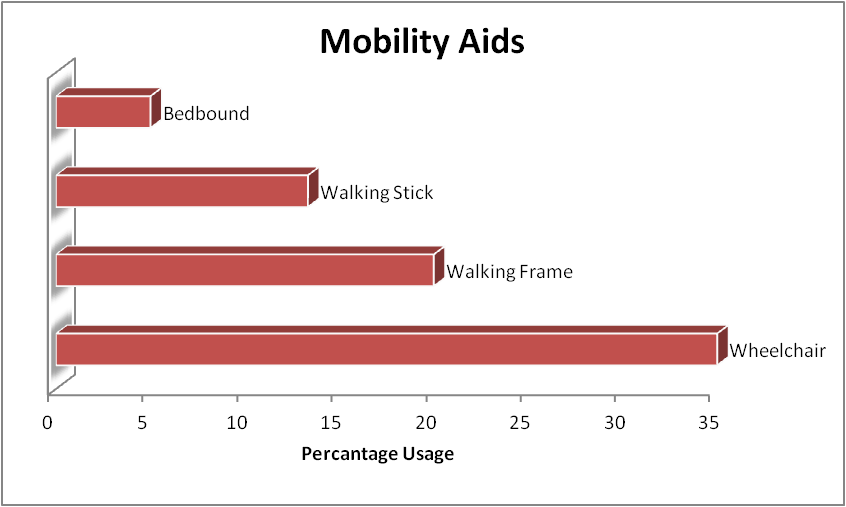 Mobility Aids
Bedbound
Walking Stick
Walking Frame
Wheelchair
0 5 10 15 20 25 30 35
Percantage Usage